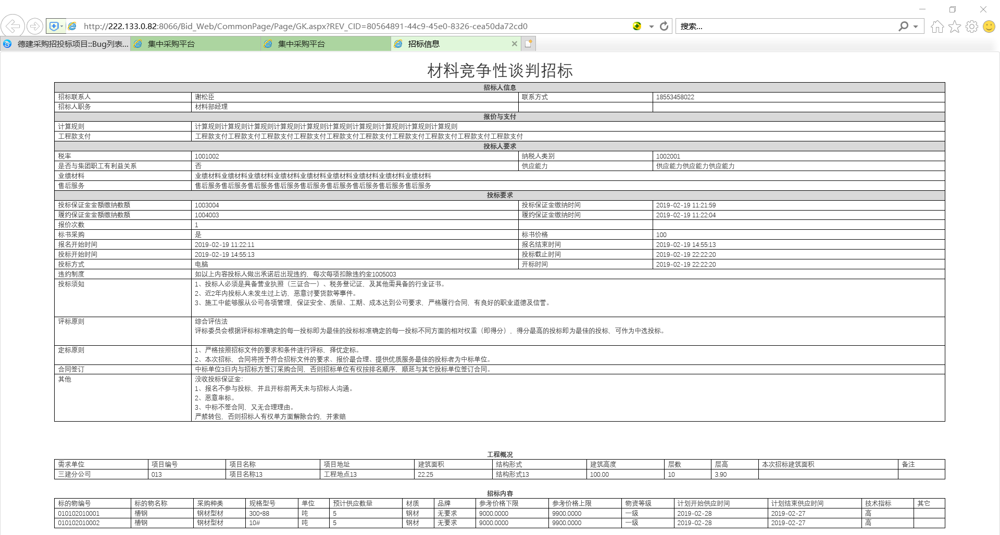 http://222.133.0.82:8066/Bid_Web/CommonPage/Page/GK.aspx?REV_CID=80564891-44c9-45e0-8326-cea50da72cd0
搜索...
德建采购招投标项目::Bug列表...
集中采购平台
集中采购平台
招标信息
材料竞争性谈判招标
招标人信息
招标联系人 谢松臣 联系方式 18553458022
招标人职务 材料部经理
报价与支付
计算规则 计算规则计算规则计算规则计算规则计算规则计算规则计算规则计算规则计算规则计算规则
工程款支付 工程款支付工程款支付工程款支付工程款支付工程款支付工程款支付工程款支付工程款支付工程款支付工程款支付
投标人要求
税率 1001002 纳税人类别 1002001
是否与集团职工有利益关系 否 供应能力 供应能力供应能力供应能力
业绩材料 业绩材料业绩材料业绩材料业绩材料业绩材料业绩材料业绩材料业绩材料业绩材料
售后服务 售后服务售后服务售后服务售后服务售后服务售后服务售后服务售后服务售后服务
投标要求
投标保证金金额缴纳数额 1003004 投标保证金缴纳时间 2019-02-19 11:21:59
履约保证金金额缴纳数额 1004003 履约保证金缴纳时间 2019-02-19 11:22:04
报价次数 1
标书采购 是 标书价格 100
报名开始时间 2019-02-19 11:22:11 报名结束时间 2019-02-19 14:55:13
投标开始时间 2019-02-19 14:55:13 投标截止时间 2019-02-19 22:22:20
投标方式 电脑 开标时间 2019-02-19 22:22:20
违约制度 如以上内容投标人做出承诺后出现违约，每次每项扣除违约金1005003
投标须知 1、投标人必须是具备营业执照（三证合一）、税务登记证，及其他需具备的行业证书。
2、近2年内投标人未发生过上访，恶意讨要货款等事件。
3、施工中能够服从公司各项管理，保证安全、质量、工期、成本达到公司要求，严格履行合同，有良好的职业道德及信誉。
评标原则 综合评估法
评标委员会根据评标标准确定的每一投标即为最佳的投标标准确定的每一投标不同方面的相对权重（即得分），得分最高的投标即为最佳的投标，可作为中选投标。
定标原则 1、严格按照招标文件的要求和条件进行评标，择优定标。
2、本次招标，合同将授予符合招标文件的要求、报价最合理、提供优质服务最佳的投标者为中标单位。
合同签订 中标单位3日内与招标方签订采购合同，否则招标单位有权按排名顺序，顺延与其它投标单位签订合同。
其他 没收投标保证金：
1、报名不参与投标，并且开标前两天未与招标人沟通。
2、恶意串标。
3、中标不签合同，又无合理理由。
严禁转包，否则招标人有权单方面解除合约，并索赔
工程概况
需求单位 项目编号 项目名称 项目地址 建筑面积 结构形式 建筑高度 层数 层高 本次招标建筑面积 备注
三建分公司 013 项目名称13 工程地点13 22.25 结构形式13 100.00 10 3.90
招标内容
标的物编号 标的物名称 采购种类 规格型号 单位 预计供应数量 材质 品牌 参考价格下限 参考价格上限 物资等级 计划开始供应时间 计划结束供应时间 技术指标 其它
010102010001 槽钢 钢材型材 300*88 吨 5 钢材 无要求 9000.0000 9900.0000 一级 2019-02-28 2019-02-27 高
010102010002 槽钢 钢材型材 10# 吨 5 钢材 无要求 9000.0000 9900.0000 一级 2019-02-28 2019-02-27 高